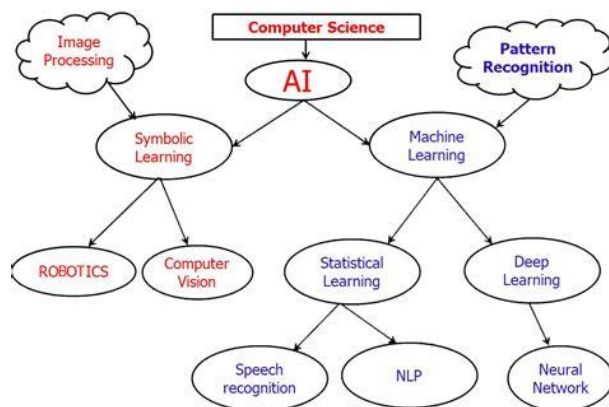 Image
Processing
Computer Science
AI
Pattern
Recognition
Symbolic
Learning
Machine
Learning
ROBOTICS
Computer
Vision
Statistical
Learning
Deep
Learning
Speech
recognition
NLP
Neural
Network